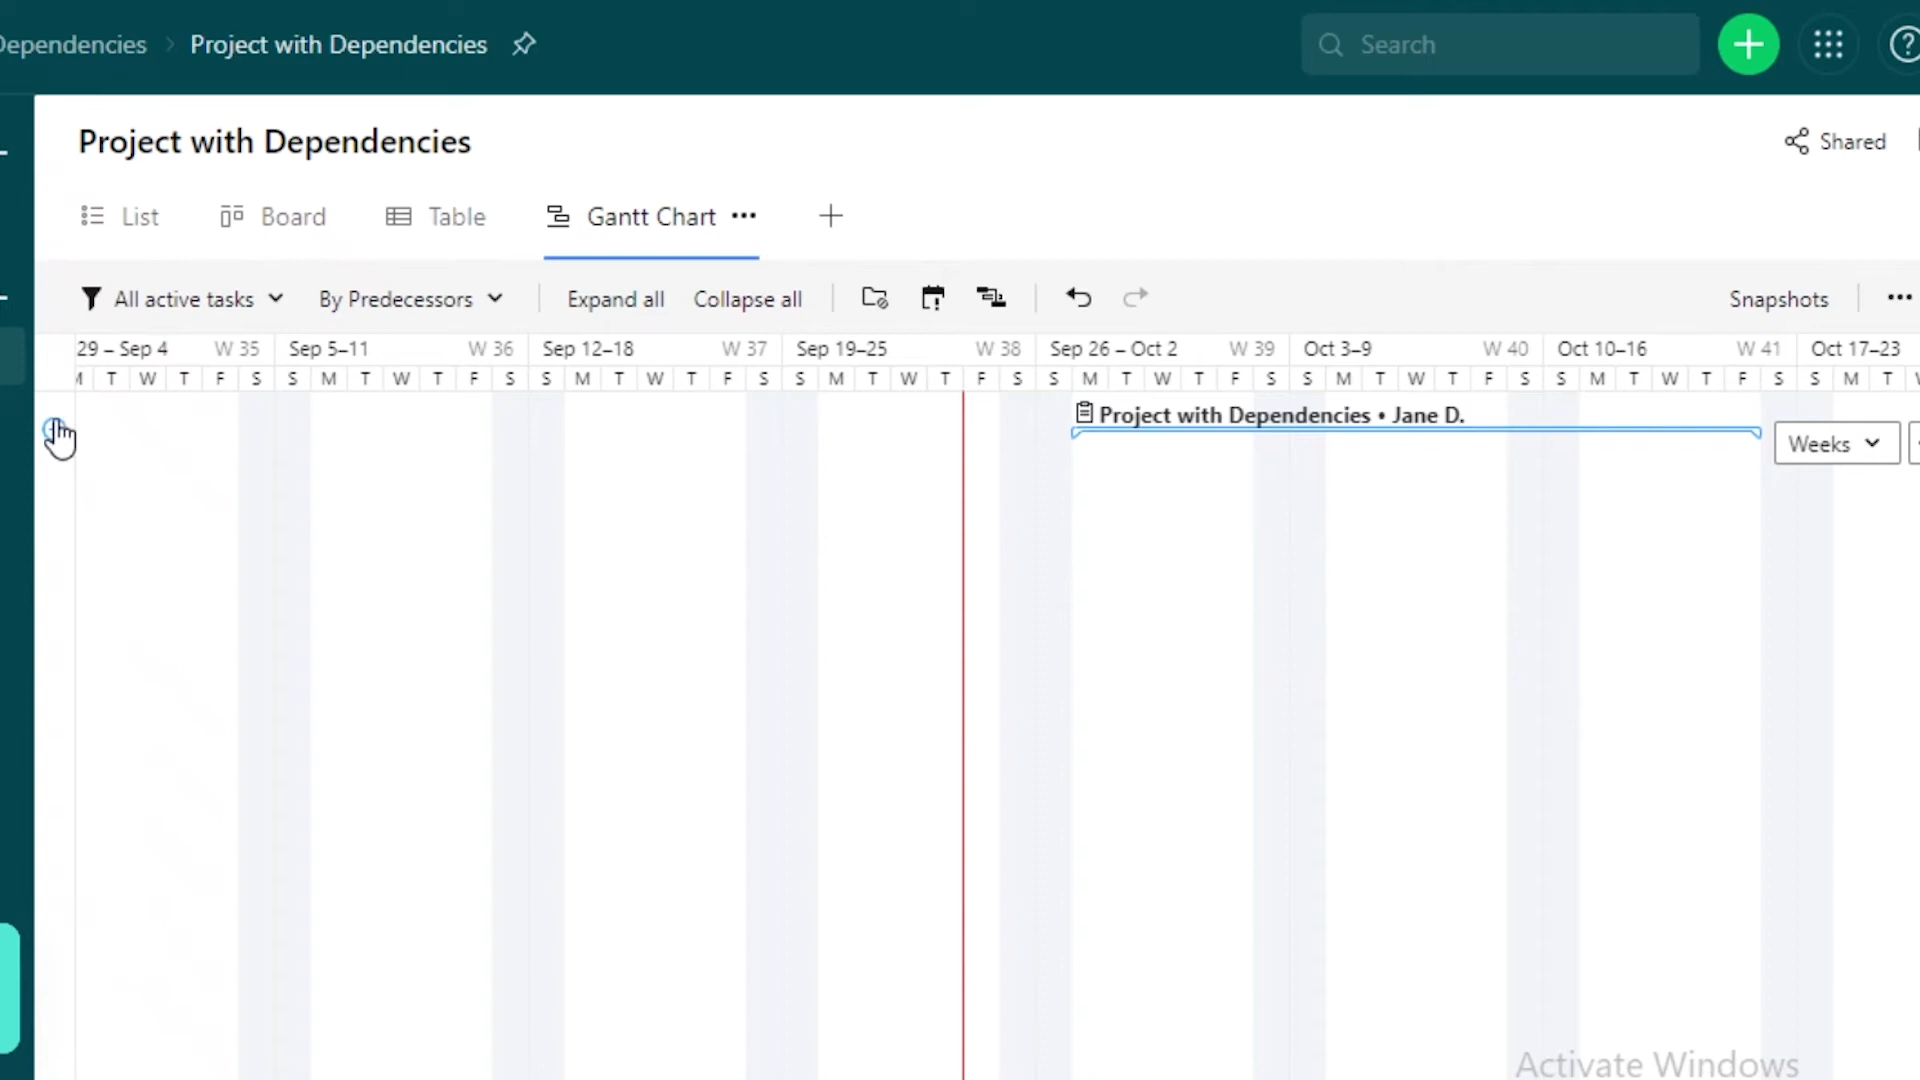 Dependencies > Project with Dependencies
Search
Project with Dependencies
Shared
List
Board
Table
Gantt Chart
All active tasks
By Predecessors
Expand all
Collapse all
Snapshots
29 – Sep 4 W 35 Sep 5–11 W 36 Sep 12–18 W 37 Sep 19–25 W 38 Sep 26 – Oct 2 W 39 Oct 3–9 W 40 Oct 10–16 W 41 Oct 17–23
T W T F S S M T W T F S S M T W T F S S M T W T F S S M T W T F S S M T W T F S S M T W T F S S M T
Project with Dependencies • Jane D.
Weeks
Activate Windows